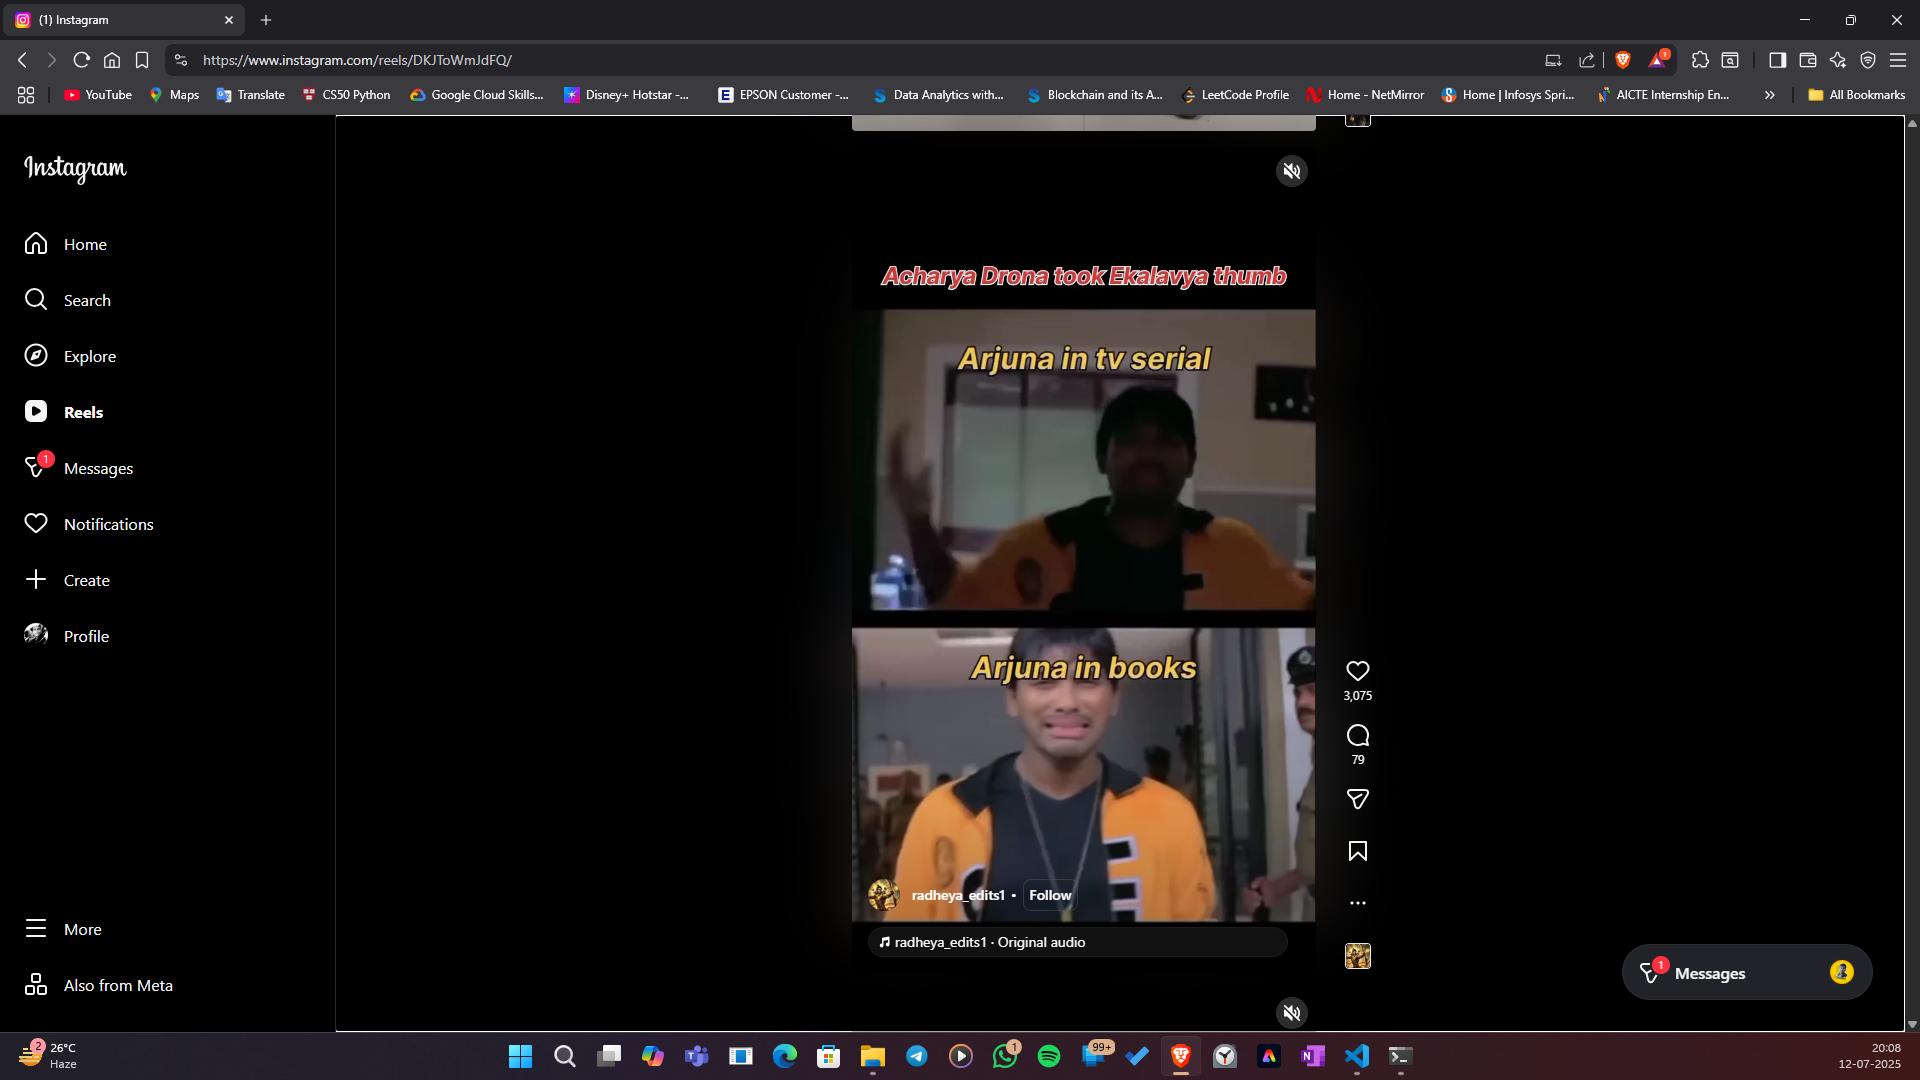 (1) Instagram
https://www.instagram.com/reels/DKJToWmJdFQ/
1
YouTube
Maps
Translate
CS50 Python
Google Cloud Skills...
Disney+ Hotstar -...
EPSON Customer -...
Data Analytics with...
Blockchain and its A...
LeetCode Profile
Home - NetMirror
Home | Infosys Spri...
AICTE Internship En...
»
All Bookmarks
Instagram
Home
Search
Explore
Reels
1
Messages
Notifications
Create
Profile
More
Also from Meta
Acharya Drona took Ekalavya thumb
Arjuna in tv serial
Arjuna in books
radheya_edits1 • Follow
radheya_edits1 · Original audio
3,075
79
1
Messages
2
26°C
Haze
1
99+
20:08
12-07-2025